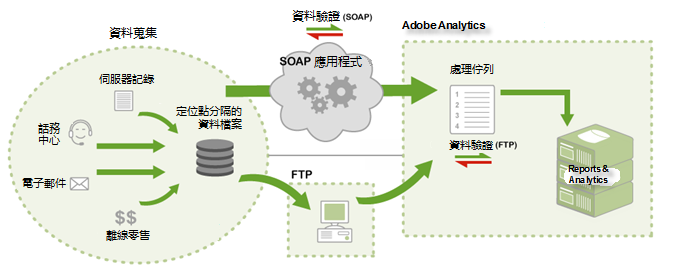 資料蒐集
伺服器記錄
話務
中心
電子郵件
$$
離線零售
定位點分隔的
資料檔案
資料驗證 (SOAP)
SOAP 應用程式
FTP
Adobe Analytics
處理佇列
1
2
3
4
資料驗證 (FTP)
Reports &
Analytics